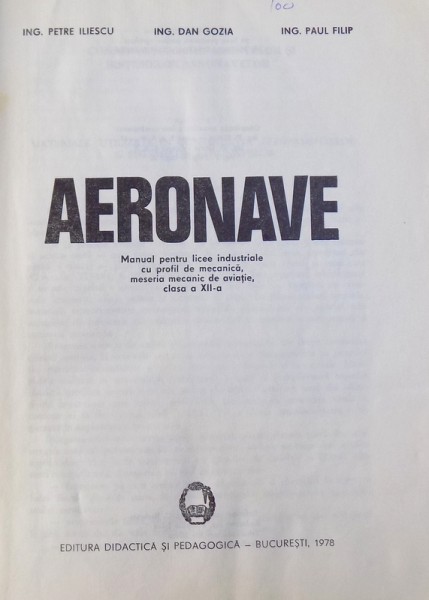 100
ING. PETRE ILIESCU ING. DAN GOZIA ING. PAUL FILIP
AERONAVE
Manual pentru licee industriale
cu profil de mecanică,
meseria mecanic de aviație,
clasa a XII-a
EDITURA DIDACTICĂ ȘI PEDAGOGICĂ – BUCUREȘTI, 1978